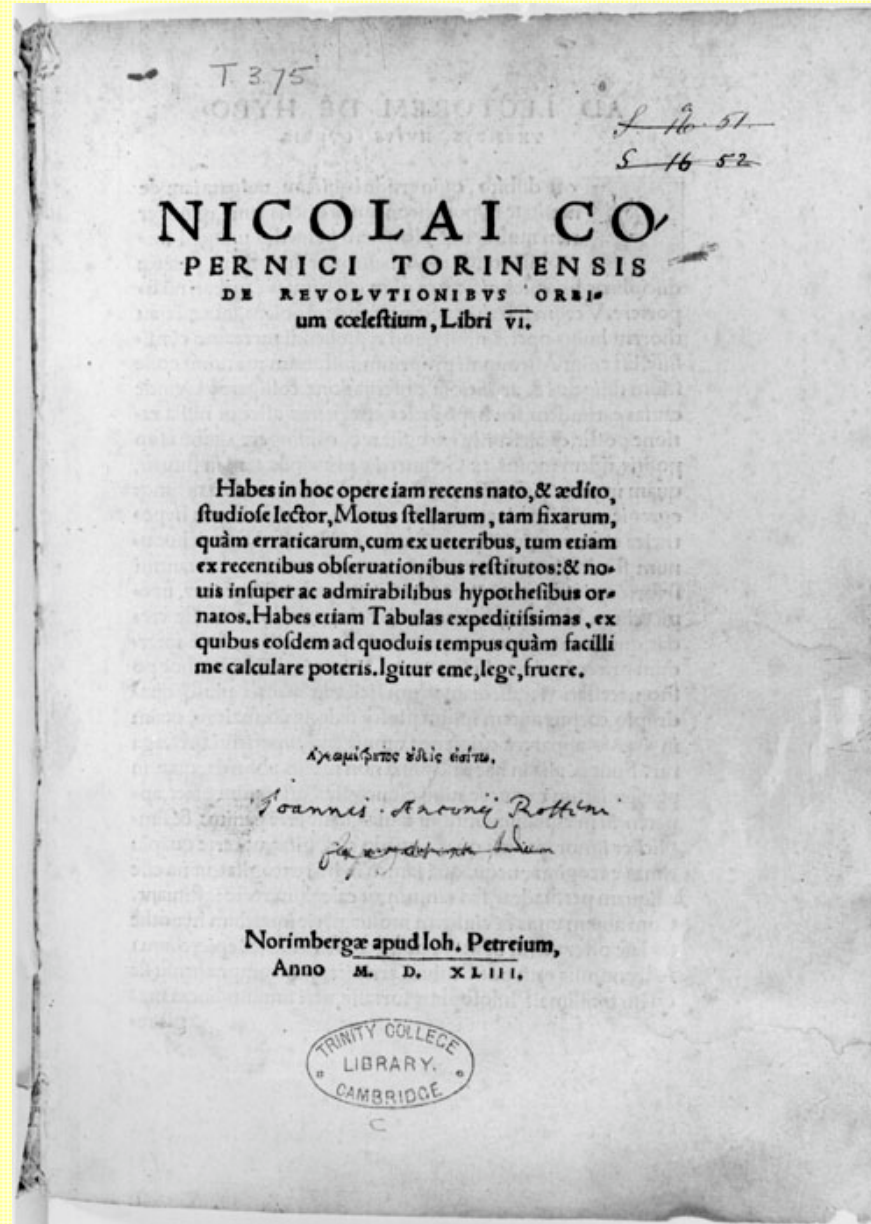 T. 375
S 16 51.
S 16 52
NICOLAI CO
PERNICI TORINENSIS
DE REVOLVTIONIBVS ORBI-
um cœlestium, Libri VI.
Habes in hoc opere iam recens nato, & ædito,
studiose lector, Motus stellarum, tam fixarum,
quàm erraticarum, cum ex ueteribus, tum etiam
ex recentibus obseruationibus restitutos: & no-
uis insuper ac admirabilibus hypothesibus or-
natos. Habes etiam Tabulas expeditissimas, ex
quibus eosdem ad quoduis tempus quàm facilli
me calculare poteris. Igitur eme, lege, fruere.
Ioannis
Norimbergæ apud Ioh. Petreium,
Anno M. D. XLIII.
TRINITY COLLEGE
LIBRARY.
CAMBRIDGE
C